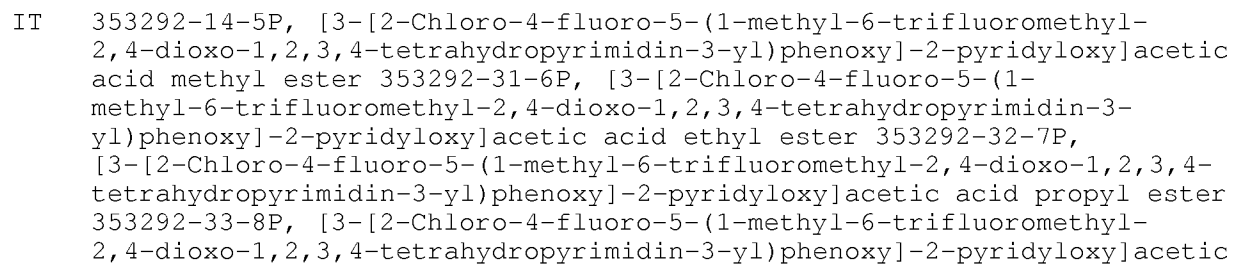 IT 353292-14-5P, [3-[2-Chloro-4-fluoro-5-(1-methyl-6-trifluoromethyl-
2,4-dioxo-1,2,3,4-tetrahydropyrimidin-3-yl)phenoxy]-2-pyridyloxy]acetic
acid methyl ester 353292-31-6P, [3-[2-Chloro-4-fluoro-5-(1-
methyl-6-trifluoromethyl-2,4-dioxo-1,2,3,4-tetrahydropyrimidin-3-
yl)phenoxy]-2-pyridyloxy]acetic acid ethyl ester 353292-32-7P,
[3-[2-Chloro-4-fluoro-5-(1-methyl-6-trifluoromethyl-2,4-dioxo-1,2,3,4-
tetrahydropyrimidin-3-yl)phenoxy]-2-pyridyloxy]acetic acid propyl ester
353292-33-8P, [3-[2-Chloro-4-fluoro-5-(1-methyl-6-trifluoromethyl-
2,4-dioxo-1,2,3,4-tetrahydropyrimidin-3-yl)phenoxy]-2-pyridyloxy]acetic